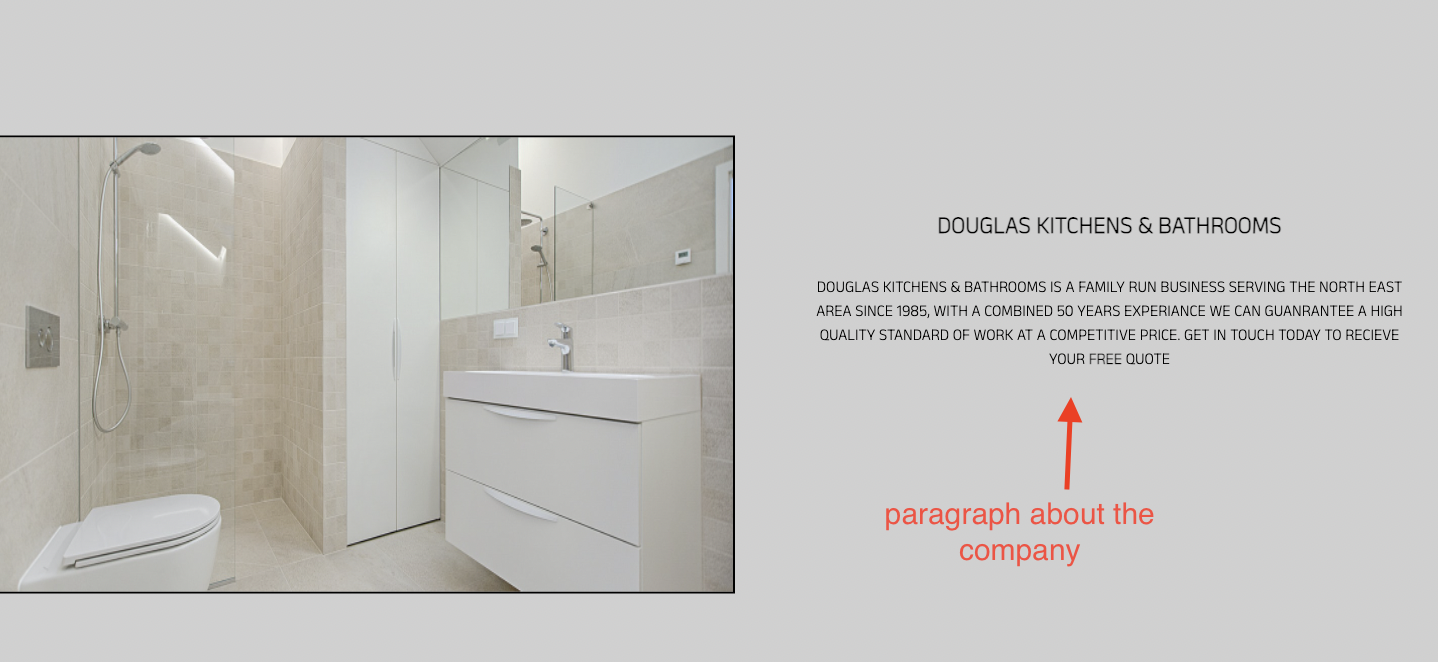 DOUGLAS KITCHENS & BATHROOMS
DOUGLAS KITCHENS & BATHROOMS IS A FAMILY RUN BUSINESS SERVING THE NORTH EAST
AREA SINCE 1985, WITH A COMBINED 50 YEARS EXPERIANCE WE CAN GUANRANTEE A HIGH
QUALITY STANDARD OF WORK AT A COMPETITIVE PRICE. GET IN TOUCH TODAY TO RECIEVE
YOUR FREE QUOTE
paragraph about the
company